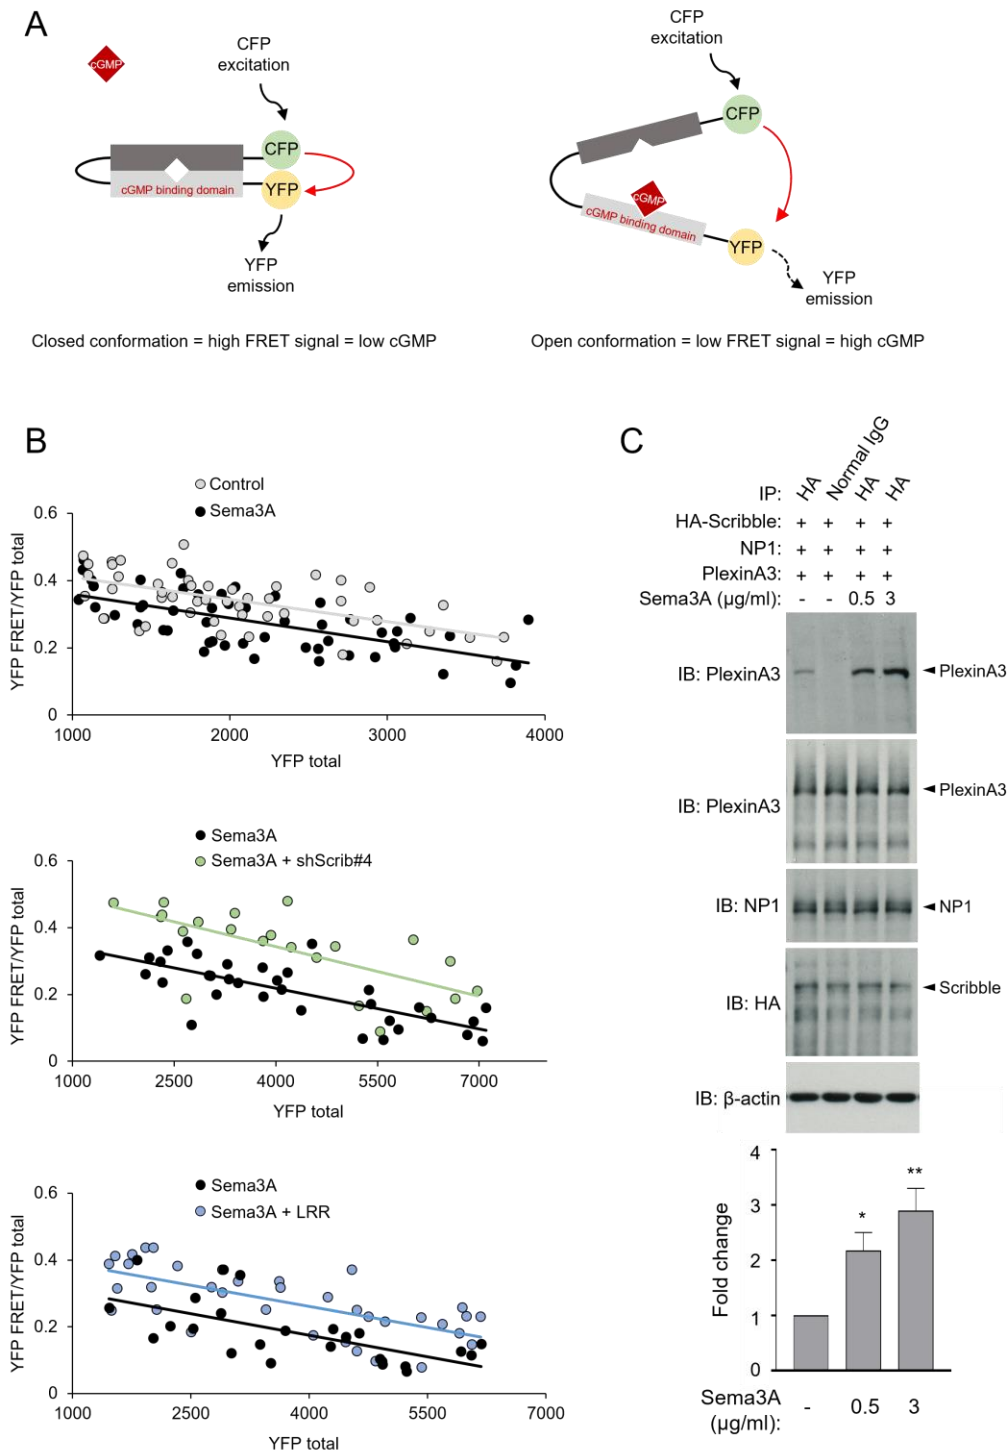 A
cGMP
CFP
excitation
CFP
YFP
cGMP binding domain
YFP
emission
Closed conformation = high FRET signal = low cGMP
CFP
excitation
CFP
cGMP
cGMP binding domain
YFP
YFP
emission
Open conformation = low FRET signal = high cGMP
B
Control
Sema3A
YFP FRET/YFP total
0.6
0.4
0.2
0
1000
2000
3000
4000
YFP total
Sema3A
Sema3A + shScrib#4
YFP FRET/YFP total
0.6
0.4
0.2
0
1000
2500
4000
5500
7000
YFP total
Sema3A
Sema3A + LRR
YFP FRET/YFP total
0.6
0.4
0.2
0
1000
2500
4000
5500
7000
YFP total
C
IP: HA Normal IgG HA HA
HA-Scribble: + + + +
NP1: + + + +
PlexinA3: + + + +
Sema3A (µg/ml): - - 0.5 3
IB: PlexinA3
PlexinA3
IB: PlexinA3
PlexinA3
IB: NP1
NP1
IB: HA
Scribble
IB: β-actin
Fold change
4
3
2
1
0
*
**
Sema3A
(µg/ml):
- 0.5 3